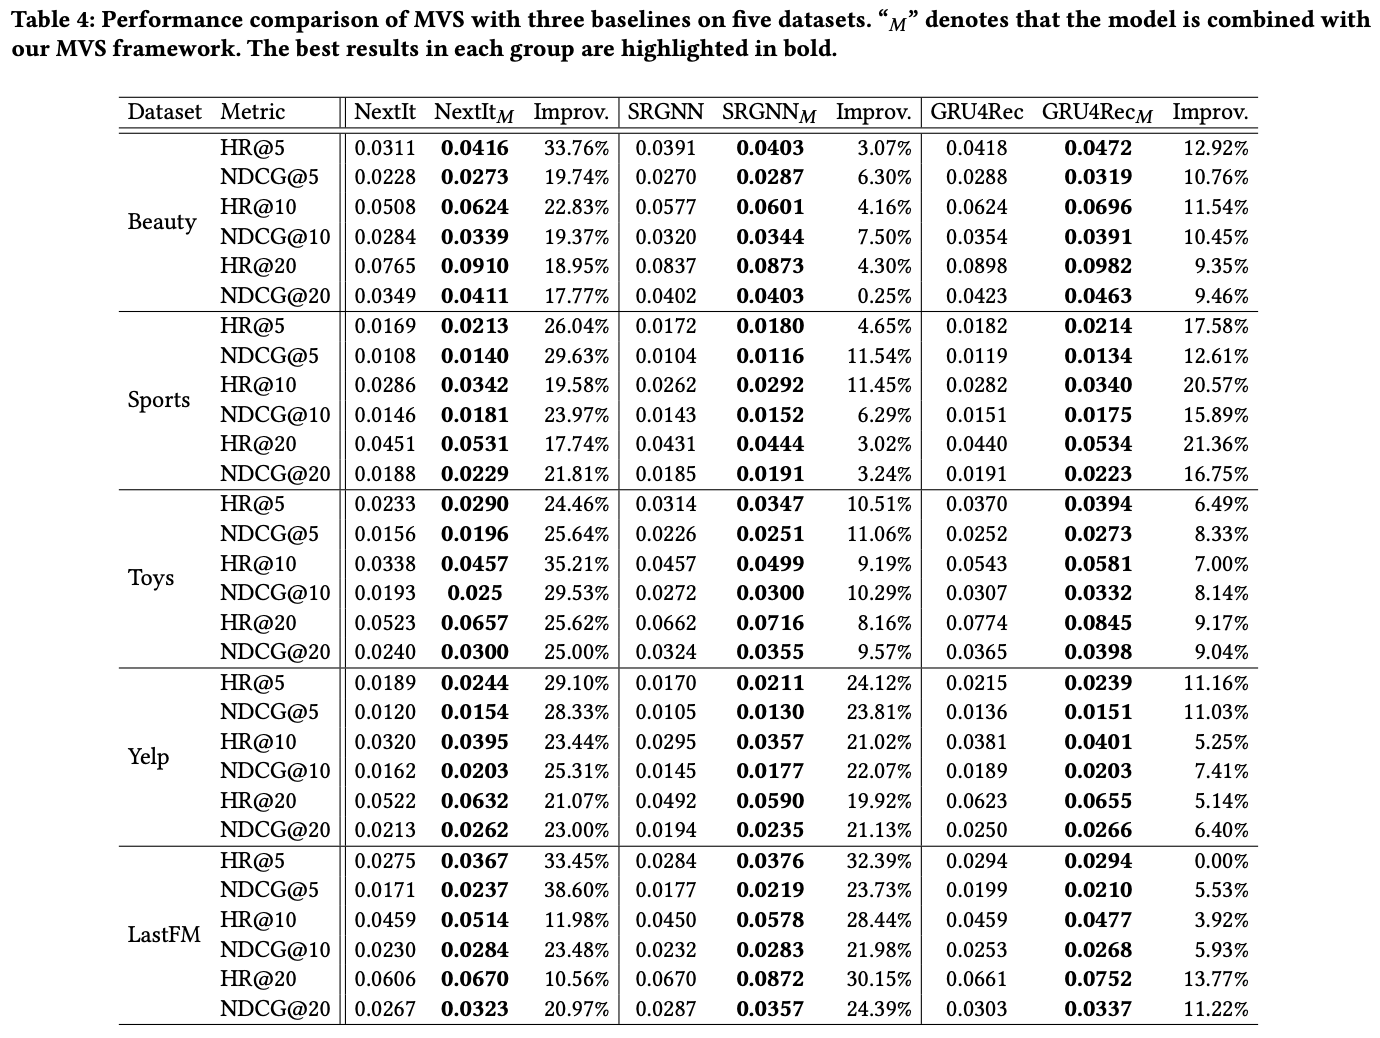 Table 4: Performance comparison of MVS with three baselines on five datasets. “M” denotes that the model is combined with
our MVS framework. The best results in each group are highlighted in bold.
Dataset Metric NextIt NextItM Improv. SRGNN SRGNNM Improv. GRU4Rec GRU4RecM Improv.
HR@5 0.0311 0.0416 33.76% 0.0391 0.0403 3.07% 0.0418 0.0472 12.92%
NDCG@5 0.0228 0.0273 19.74% 0.0270 0.0287 6.30% 0.0288 0.0319 10.76%
HR@10 0.0508 0.0624 22.83% 0.0577 0.0601 4.16% 0.0624 0.0696 11.54%
Beauty
NDCG@10 0.0284 0.0339 19.37% 0.0320 0.0344 7.50% 0.0354 0.0391 10.45%
HR@20 0.0765 0.0910 18.95% 0.0837 0.0873 4.30% 0.0898 0.0982 9.35%
NDCG@20 0.0349 0.0411 17.77% 0.0402 0.0403 0.25% 0.0423 0.0463 9.46%
HR@5 0.0169 0.0213 26.04% 0.0172 0.0180 4.65% 0.0182 0.0214 17.58%
NDCG@5 0.0108 0.0140 29.63% 0.0104 0.0116 11.54% 0.0119 0.0134 12.61%
HR@10 0.0286 0.0342 19.58% 0.0262 0.0292 11.45% 0.0282 0.0340 20.57%
Sports
NDCG@10 0.0146 0.0181 23.97% 0.0143 0.0152 6.29% 0.0151 0.0175 15.89%
HR@20 0.0451 0.0531 17.74% 0.0431 0.0444 3.02% 0.0440 0.0534 21.36%
NDCG@20 0.0188 0.0229 21.81% 0.0185 0.0191 3.24% 0.0191 0.0223 16.75%
HR@5 0.0233 0.0290 24.46% 0.0314 0.0347 10.51% 0.0370 0.0394 6.49%
NDCG@5 0.0156 0.0196 25.64% 0.0226 0.0251 11.06% 0.0252 0.0273 8.33%
HR@10 0.0338 0.0457 35.21% 0.0457 0.0499 9.19% 0.0543 0.0581 7.00%
Toys
NDCG@10 0.0193 0.025 29.53% 0.0272 0.0300 10.29% 0.0307 0.0332 8.14%
HR@20 0.0523 0.0657 25.62% 0.0662 0.0716 8.16% 0.0774 0.0845 9.17%
NDCG@20 0.0240 0.0300 25.00% 0.0324 0.0355 9.57% 0.0365 0.0398 9.04%
HR@5 0.0189 0.0244 29.10% 0.0170 0.0211 24.12% 0.0215 0.0239 11.16%
NDCG@5 0.0120 0.0154 28.33% 0.0105 0.0130 23.81% 0.0136 0.0151 11.03%
HR@10 0.0320 0.0395 23.44% 0.0295 0.0357 21.02% 0.0381 0.0401 5.25%
Yelp
NDCG@10 0.0162 0.0203 25.31% 0.0145 0.0177 22.07% 0.0189 0.0203 7.41%
HR@20 0.0522 0.0632 21.07% 0.0492 0.0590 19.92% 0.0623 0.0655 5.14%
NDCG@20 0.0213 0.0262 23.00% 0.0194 0.0235 21.13% 0.0250 0.0266 6.40%
HR@5 0.0275 0.0367 33.45% 0.0284 0.0376 32.39% 0.0294 0.0294 0.00%
NDCG@5 0.0171 0.0237 38.60% 0.0177 0.0219 23.73% 0.0199 0.0210 5.53%
HR@10 0.0459 0.0514 11.98% 0.0450 0.0578 28.44% 0.0459 0.0477 3.92%
LastFM
NDCG@10 0.0230 0.0284 23.48% 0.0232 0.0283 21.98% 0.0253 0.0268 5.93%
HR@20 0.0606 0.0670 10.56% 0.0670 0.0872 30.15% 0.0661 0.0752 13.77%
NDCG@20 0.0267 0.0323 20.97% 0.0287 0.0357 24.39% 0.0303 0.0337 11.22%